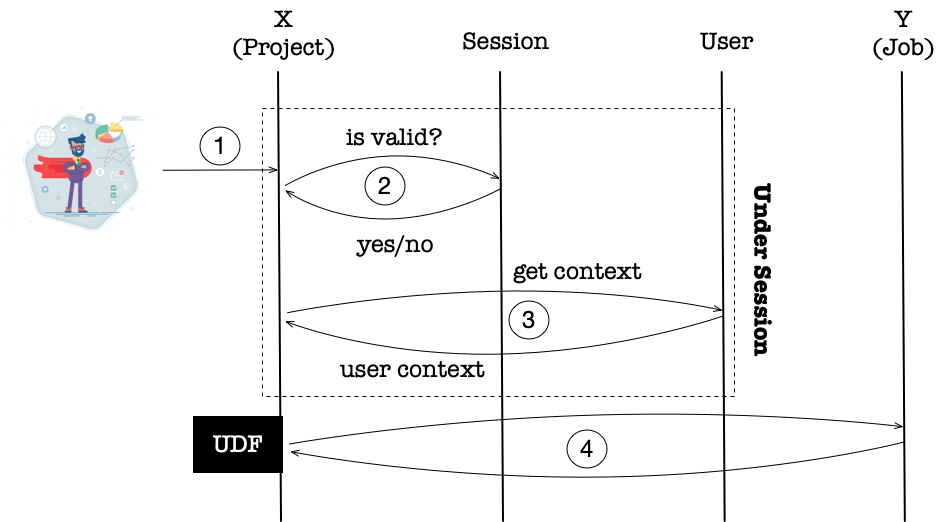 X
(Project)
Session
User
Y
(Job)
1
is valid?
2
yes/no
Under Session
get context
3
user context
UDF
4